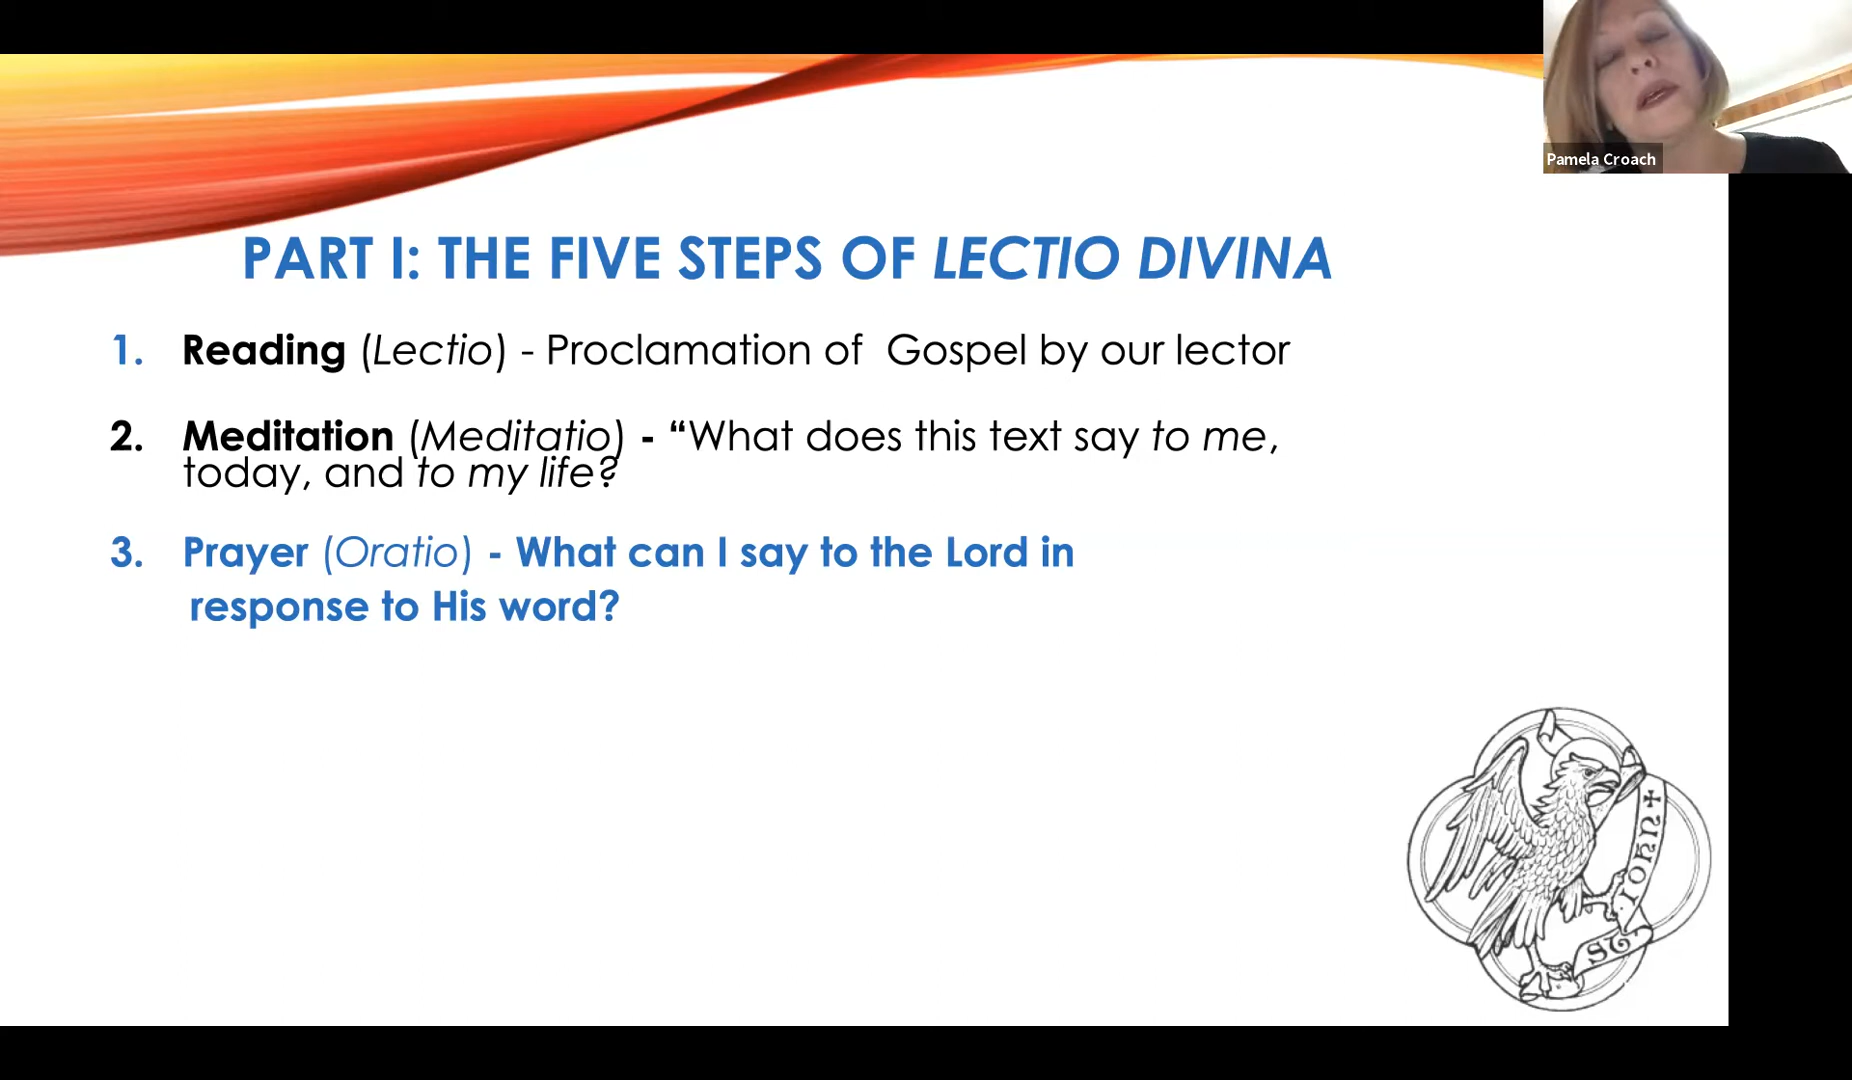 Pamela Croach
PART I: THE FIVE STEPS OF LECTIO DIVINA
1. Reading (Lectio) - Proclamation of Gospel by our lector
2. Meditation (Meditatio) - “What does this text say to me,
today, and to my life?
3. Prayer (Oratio) - What can I say to the Lord in
response to His word?
ST IOHN